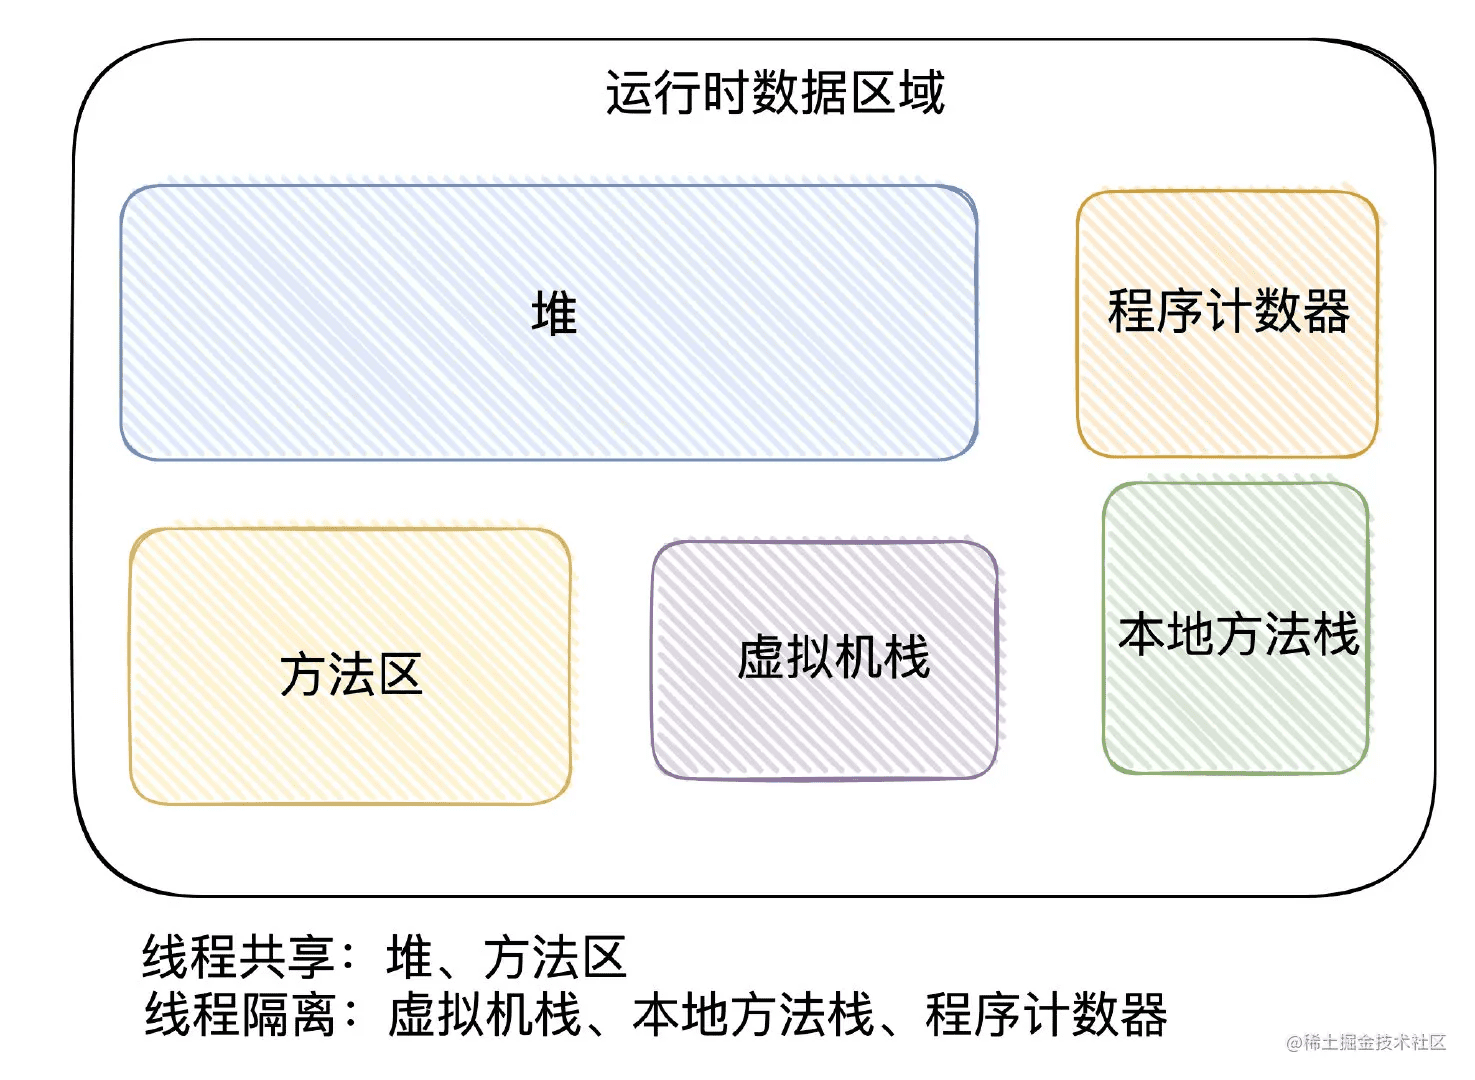 运行时数据区域
堆
程序计数器
方法区
虚拟机栈
本地方法栈
线程共享：堆、方法区
线程隔离：虚拟机栈、本地方法栈、程序计数器
@稀土掘金技术社区